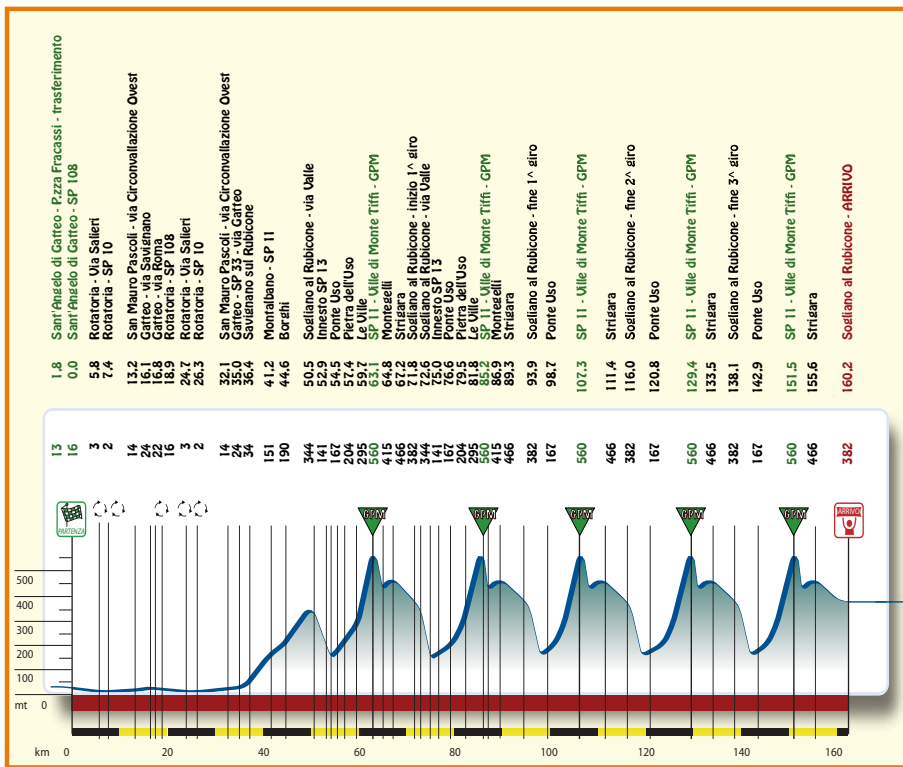 13 1.8 Sant'Angelo di Gatteo - P.zza Fracassi - trasferimento
16 0.0 Sant'Angelo di Gatteo - SP 108
3 5.8 Rotatoria - Via Salieri
2 7.4 Rotatoria - SP 10
14 13.2 San Mauro Pascoli - via Circonvallazione Ovest
24 16.1 Gatteo - via Savignano
22 16.8 Gatteo - via Roma
16 18.9 Rotatoria - SP 108
3 24.7 Rotatoria - Via Salieri
2 26.3 Rotatoria - SP 10
14 32.1 San Mauro Pascoli - via Circonvallazione Ovest
24 35.0 Gatteo - SP 33 - via Gatteo
34 36.4 Savignano sul Rubicone
151 41.2 Montalbano - SP 11
190 44.6 Borghi
344 50.5 Sogliano al Rubicone - via Valle
141 52.9 Innesto SP 13
167 54.5 Ponte Uso
204 57.4 Pietra dell'Uso
295 59.7 Le Ville
560 63.1 SP 11 - Ville di Monte Tiffi - GPM
415 64.8 Montegelli
466 67.2 Strigara
382 71.8 Sogliano al Rubicone - inizio 1^ giro
344 72.6 Sogliano al Rubicone - via Valle
141 75.0 Innesto SP 13
167 76.6 Ponte Uso
204 79.5 Pietra dell'Uso
295 81.8 Le Ville
560 85.2 SP 11 - Ville di Monte Tiffi - GPM
415 86.9 Montegelli
466 89.3 Strigara
382 93.9 Sogliano al Rubicone - fine 1^ giro
167 98.7 Ponte Uso
560 107.3 SP 11 - Ville di Monte Tiffi - GPM
466 111.4 Strigara
382 116.0 Sogliano al Rubicone - fine 2^ giro
167 120.8 Ponte Uso
560 129.4 SP 11 - Ville di Monte Tiffi - GPM
466 133.5 Strigara
382 138.1 Sogliano al Rubicone - fine 3^ giro
167 142.9 Ponte Uso
560 151.5 SP 11 - Ville di Monte Tiffi - GPM
466 155.6 Strigara
382 160.2 Sogliano al Rubicone - ARRIVO
PARTENZA GPM GPM GPM GPM GPM ARRIVO
500
400
300
200
100
mt 0
km 0 20 40 60 80 100 120 140 160